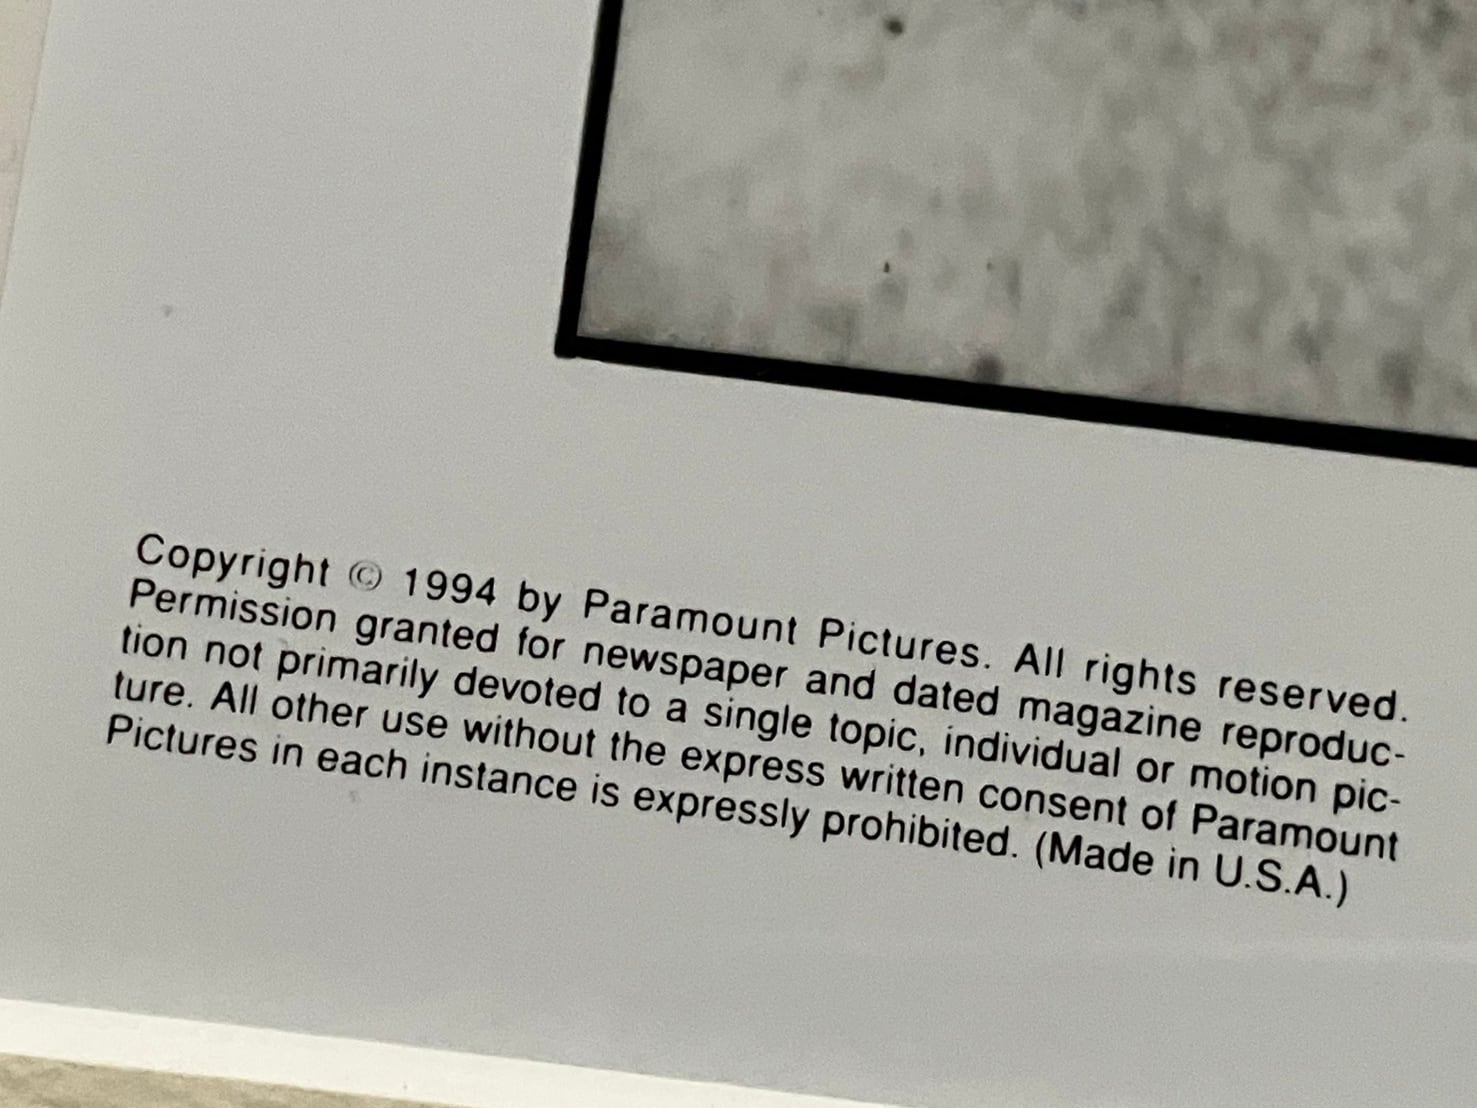 Copyright © 1994 by Paramount Pictures. All rights reserved.
Permission granted for newspaper and dated magazine reproduc-
tion not primarily devoted to a single topic, individual or motion pic-
ture. All other use without the express written consent of Paramount
Pictures in each instance is expressly prohibited. (Made in U.S.A.)